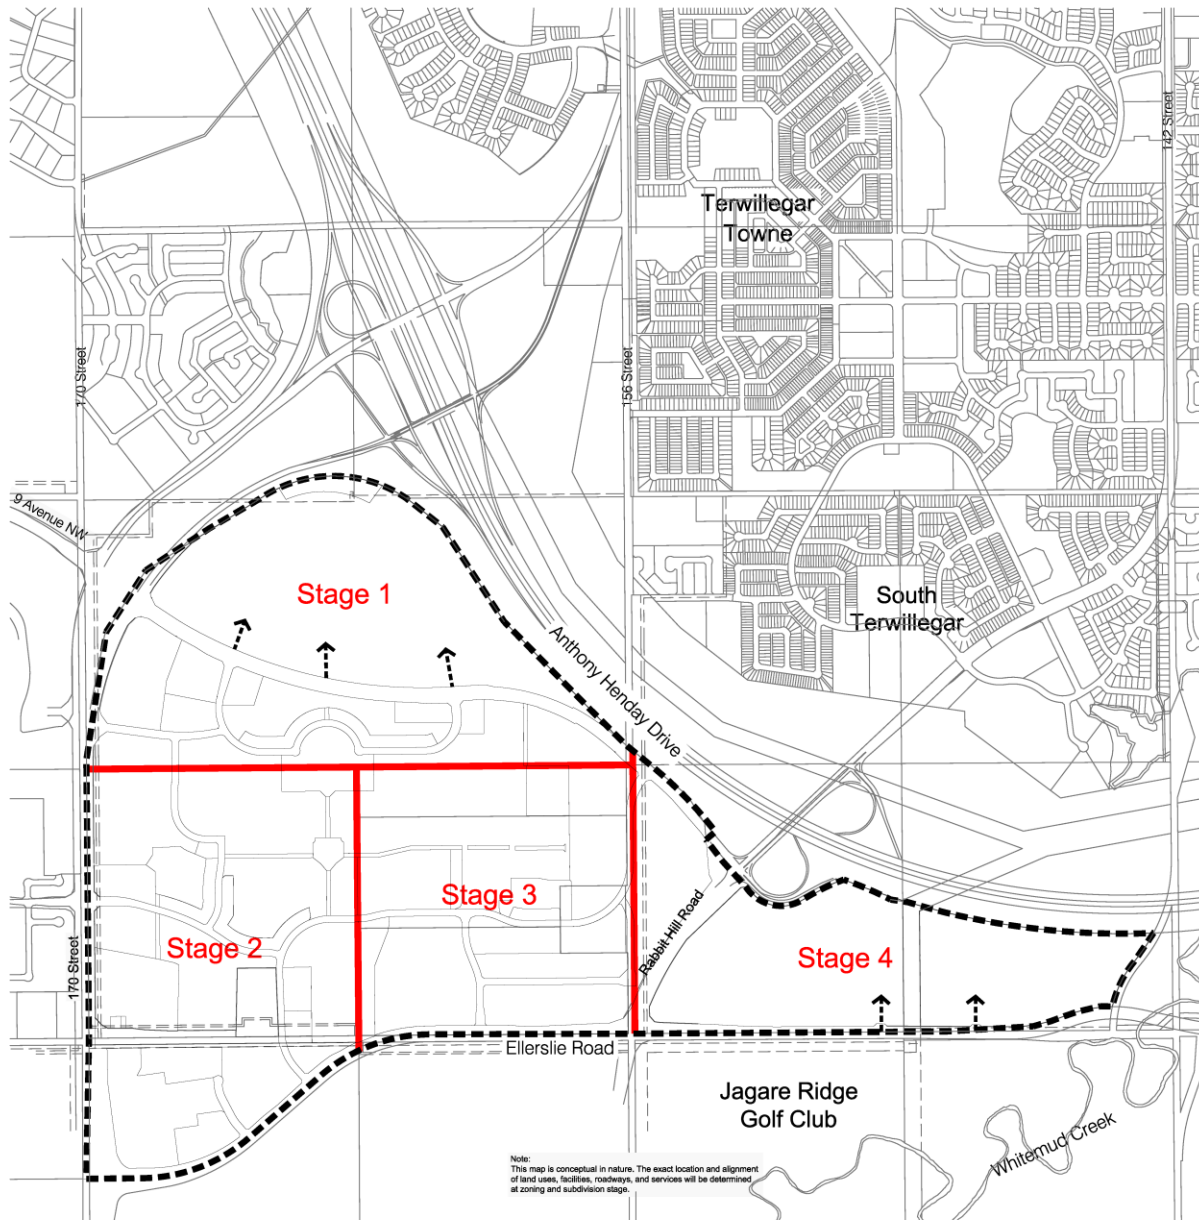 142 Street
Terwillegar
Towne
170 Street
156 Street
9 Avenue NW
Stage 1
South
Terwillegar
Anthony Henday Drive
Stage 3
Rabbit Hill Road
Stage 2
Stage 4
170 Street
Ellerslie Road
Jagare Ridge
Golf Club
Whitemud Creek
Note:
This map is conceptual in nature. The exact location and alignment
of land uses, facilities, roadways, and services will be determined
at zoning and subdivision stage.